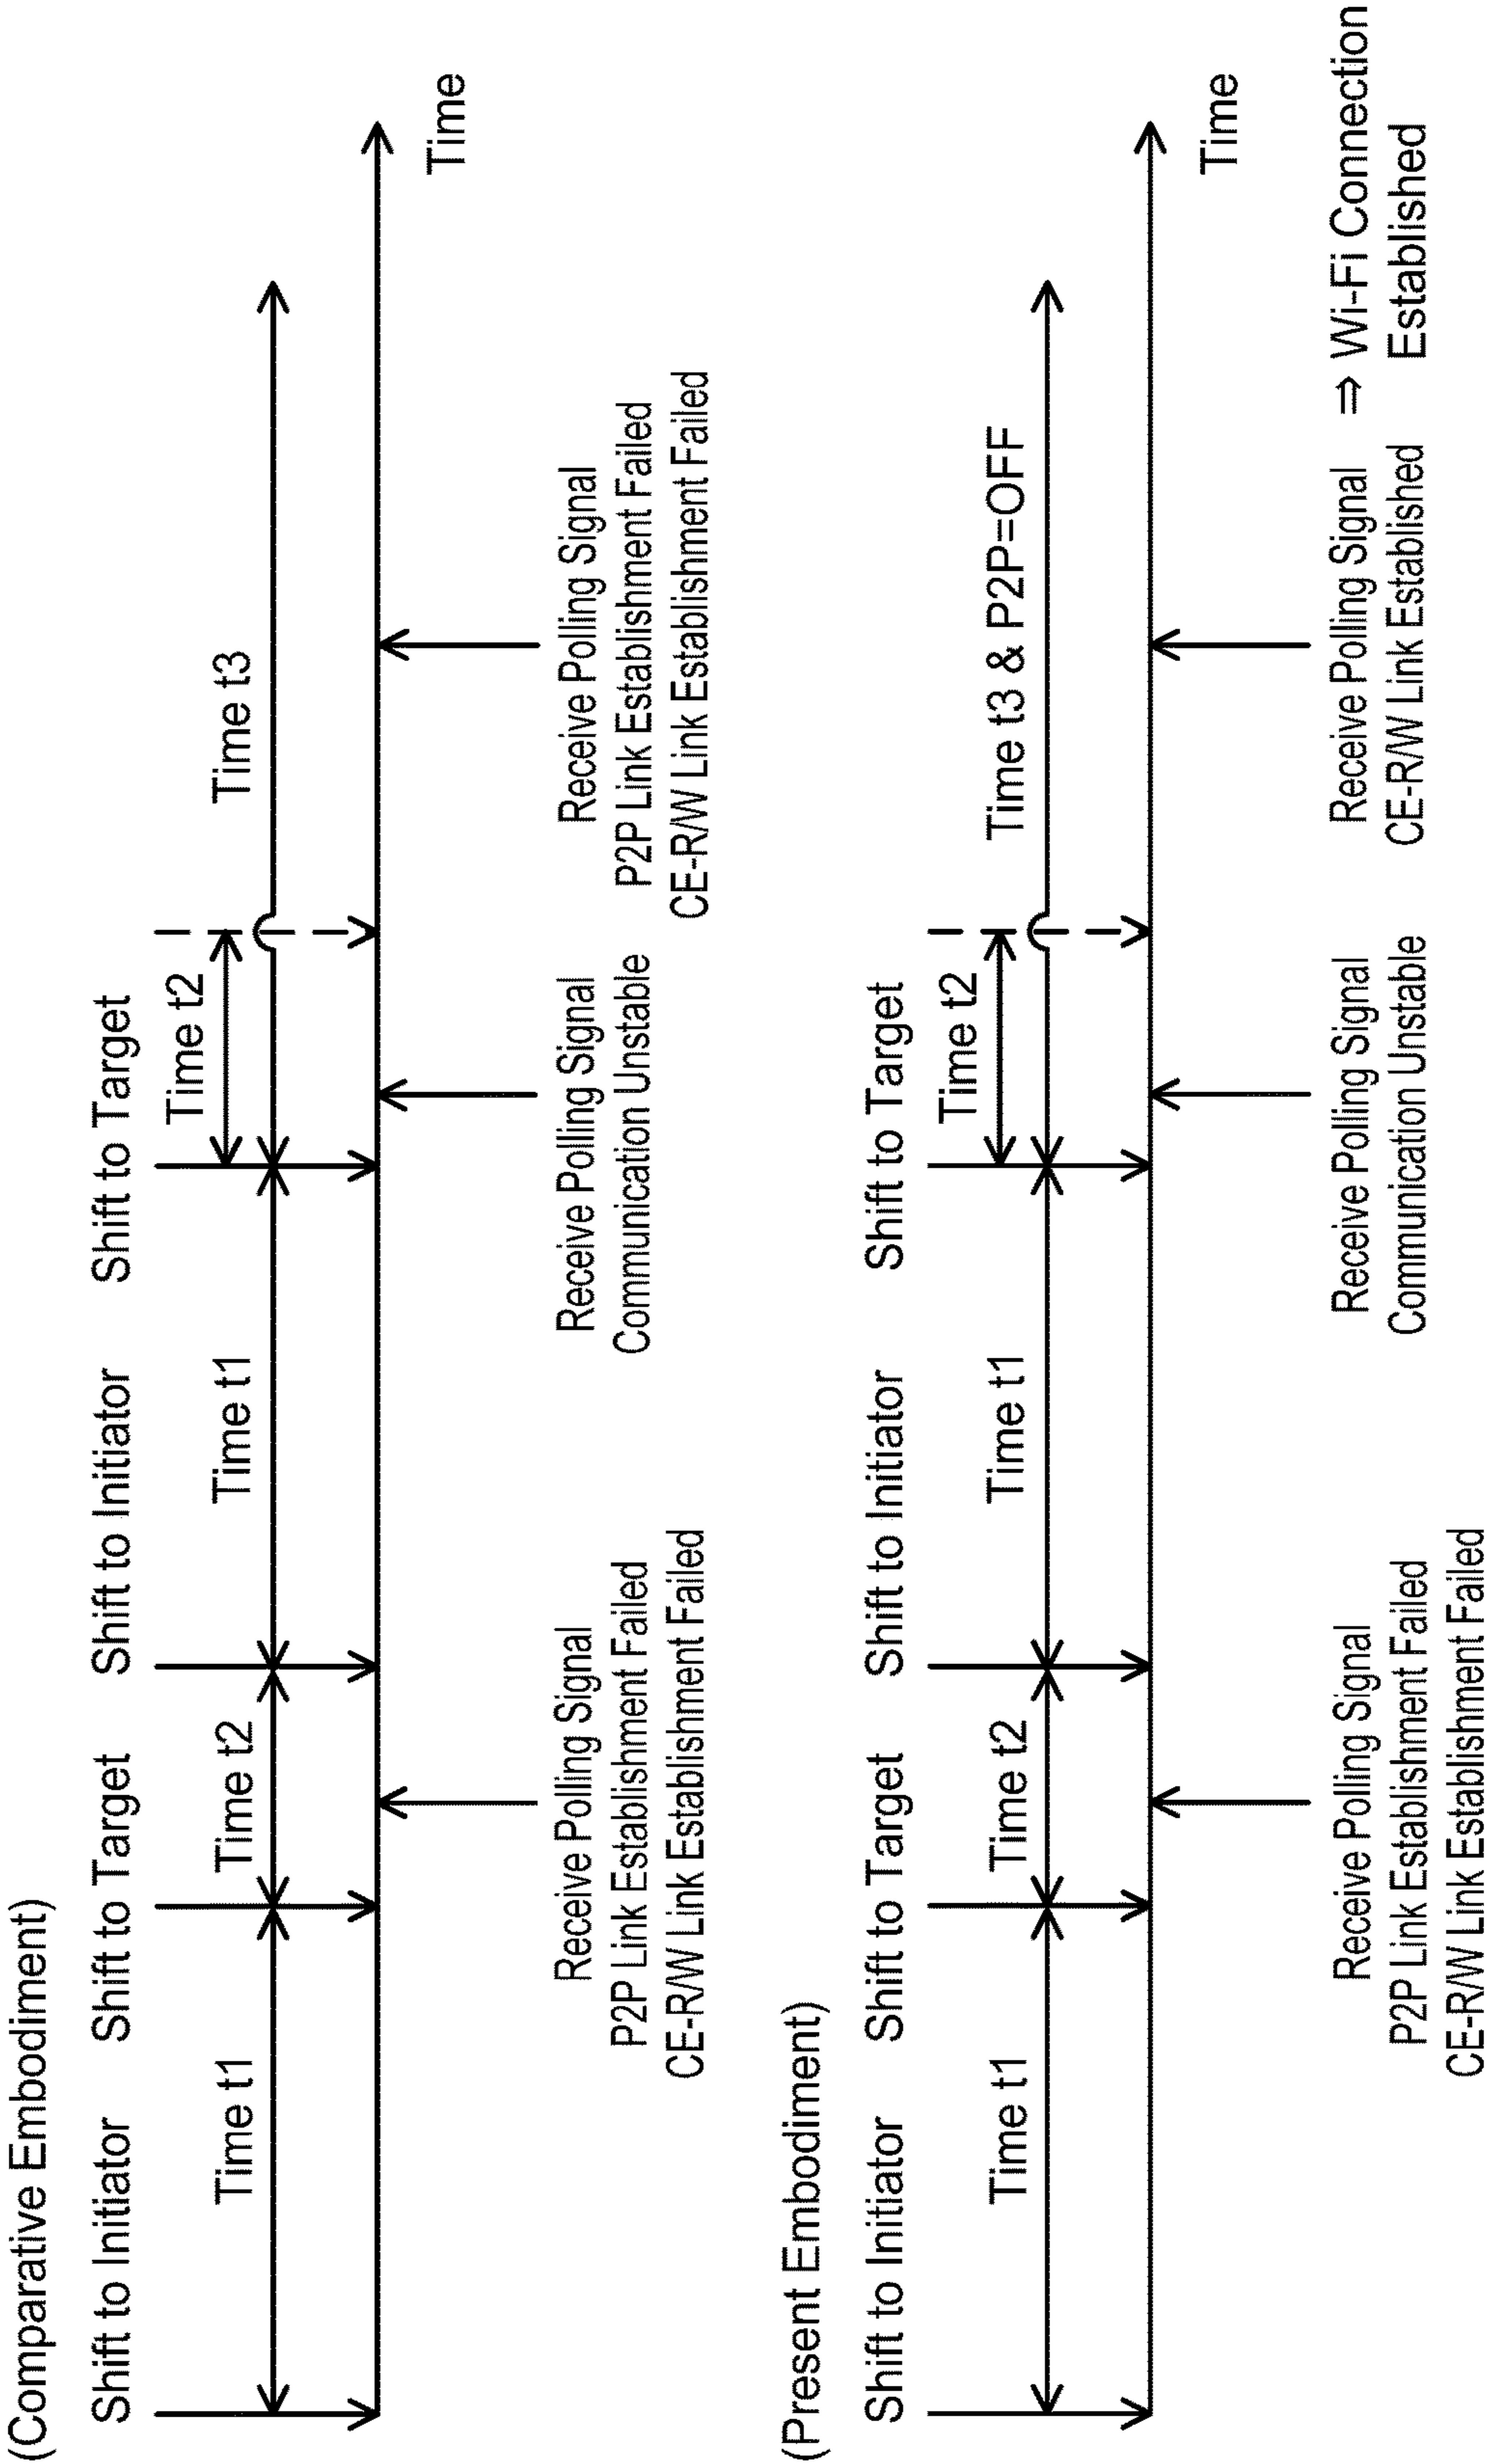 (Comparative Embodiment)
Shift to Initiator
Shift to Target
Shift to Initiator
Shift to Target
Time t1
Time t2
Time t1
Time t2
Time t3
Time
Receive Polling Signal
P2P Link Establishment Failed
CE-R/W Link Establishment Failed
Receive Polling Signal
Communication Unstable
Receive Polling Signal
P2P Link Establishment Failed
CE-R/W Link Establishment Failed
(Present Embodiment)
Shift to Initiator
Shift to Target
Shift to Initiator
Shift to Target
Time t1
Time t2
Time t1
Time t2
Time t3 & P2P=OFF
Time
Receive Polling Signal
P2P Link Establishment Failed
CE-R/W Link Establishment Failed
Receive Polling Signal
Communication Unstable
Receive Polling Signal
CE-R/W Link Established
⇒ Wi-Fi Connection
Established